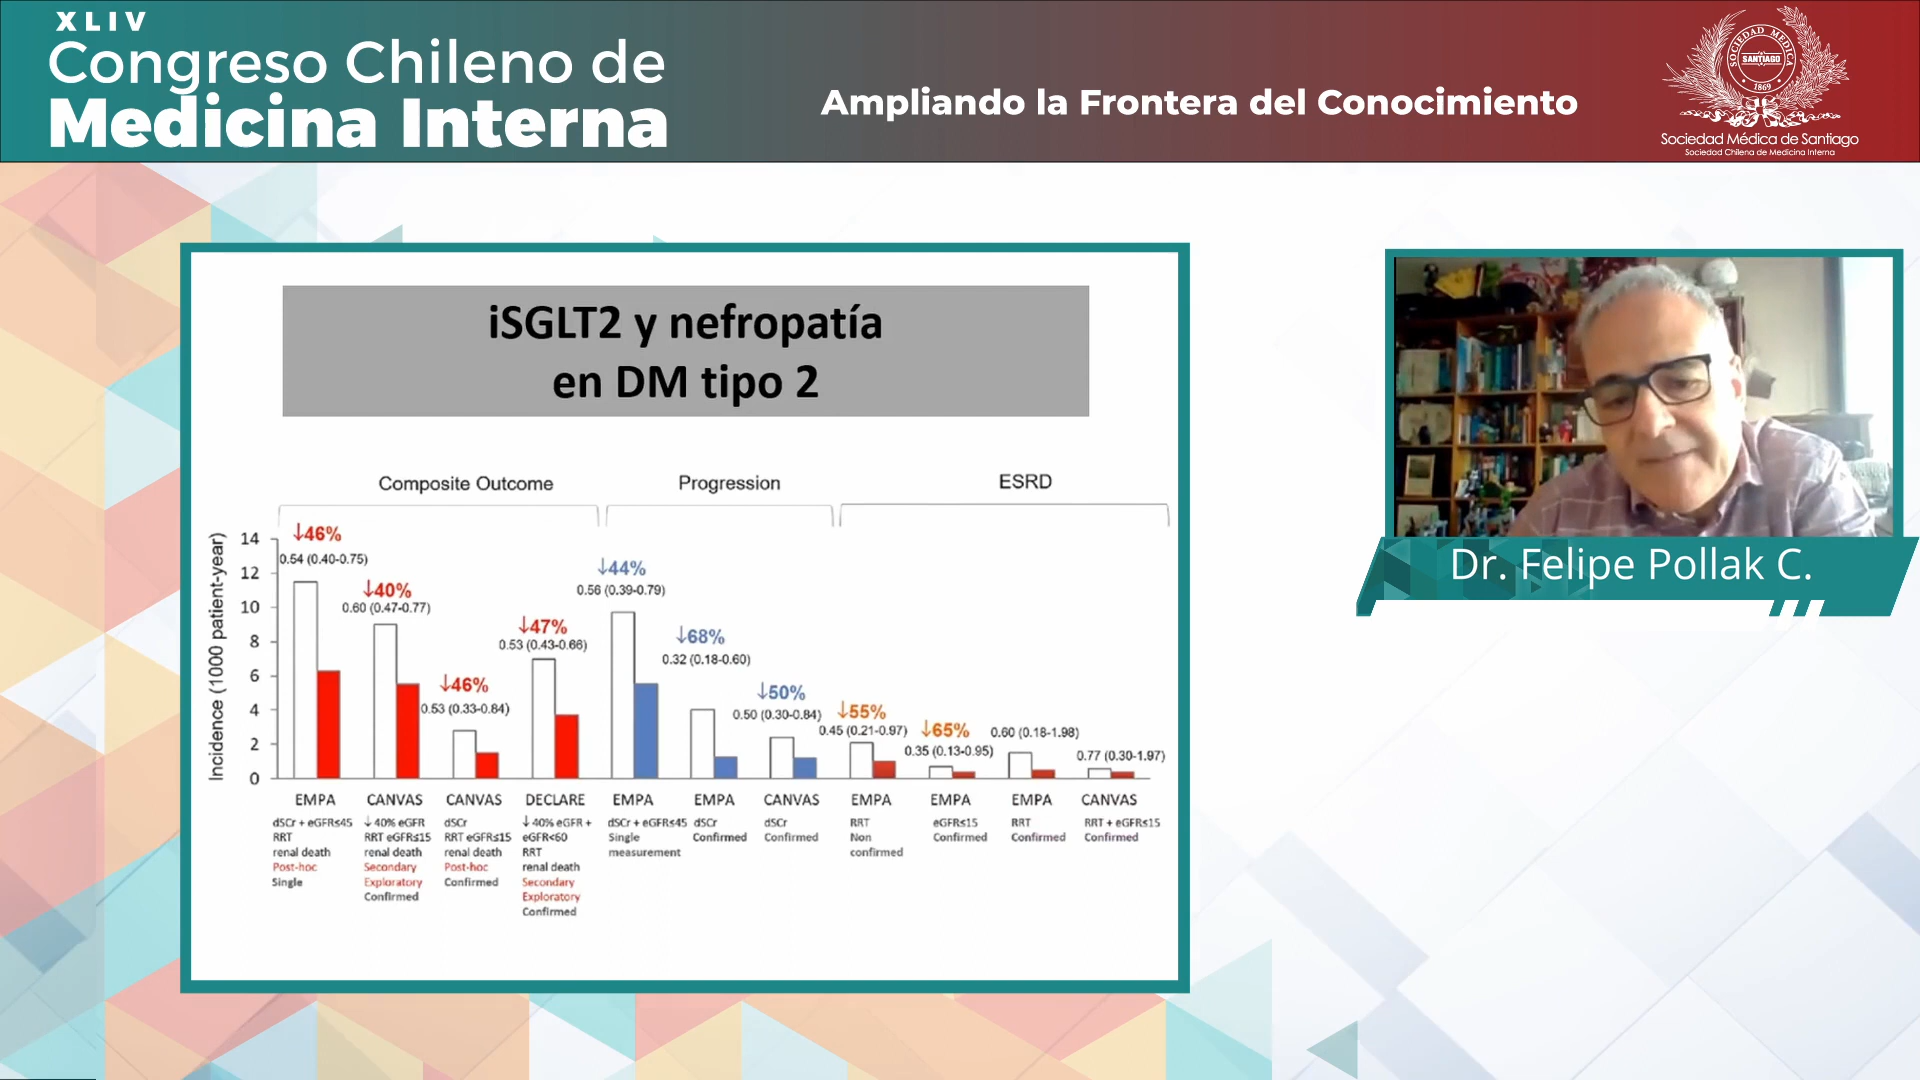 XLIV
Congreso Chileno de
Medicina Interna
Ampliando la Frontera del Conocimiento
SOCIEDAD MEDICA
SANTIAGO
1869
Sociedad Médica de Santiago
Sociedad Chilena de Medicina Interna
iSGLT2 y nefropatía
en DM tipo 2
Composite Outcome
Progression
ESRD
Incidence (1000 patient-year)
14
12
10
8
6
4
2
0
↓46%
0.54 (0.40-0.75)
↓40%
0.60 (0.47-0.77)
↓46%
0.53 (0.33-0.84)
↓47%
0.53 (0.43-0.66)
↓44%
0.56 (0.39-0.79)
↓68%
0.32 (0.18-0.60)
↓50%
0.50 (0.30-0.84)
↓55%
0.45 (0.21-0.97)
↓65%
0.35 (0.13-0.95)
0.60 (0.18-1.98)
0.77 (0.30-1.97)
EMPA
dSCr + eGFR≤45
RRT
renal death
Post-hoc
Single
CANVAS
↓ 40% eGFR
RRT eGFR≤15
renal death
Secondary
Exploratory
Confirmed
CANVAS
dSCr
RRT eGFR≤15
renal death
Post-hoc
Confirmed
DECLARE
↓ 40% eGFR +
eGFR<60
RRT
renal death
Secondary
Exploratory
Confirmed
EMPA
dSCr + eGFR≤45
Single
measurement
EMPA
dSCr
Confirmed
CANVAS
dSCr
Confirmed
EMPA
RRT
Non
confirmed
EMPA
eGFR≤15
Confirmed
EMPA
RRT
Confirmed
CANVAS
RRT + eGFR≤15
Confirmed
Dr. Felipe Pollak C.